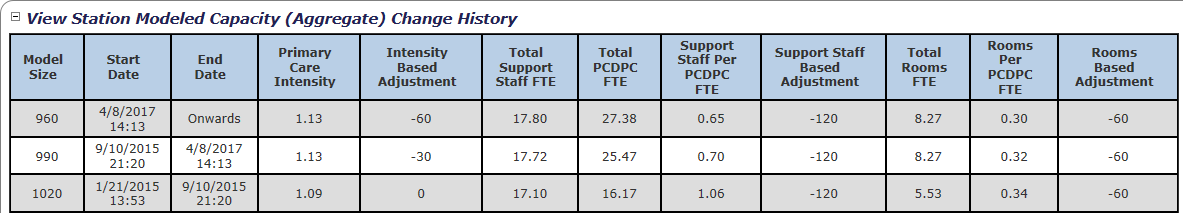 View Station Modeled Capacity (Aggregate) Change History
Model Size | Start Date | End Date | Primary Care Intensity | Intensity Based Adjustment | Total Support Staff FTE | Total PCDPC FTE | Support Staff Per PCDPC FTE | Support Staff Based Adjustment | Total Rooms FTE | Rooms Per PCDPC FTE | Rooms Based Adjustment
960 | 4/8/2017 14:13 | Onwards | 1.13 | -60 | 17.80 | 27.38 | 0.65 | -120 | 8.27 | 0.30 | -60
990 | 9/10/2015 21:20 | 4/8/2017 14:13 | 1.13 | -30 | 17.72 | 25.47 | 0.70 | -120 | 8.27 | 0.32 | -60
1020 | 1/21/2015 13:53 | 9/10/2015 21:20 | 1.09 | 0 | 17.10 | 16.17 | 1.06 | -120 | 5.53 | 0.34 | -60